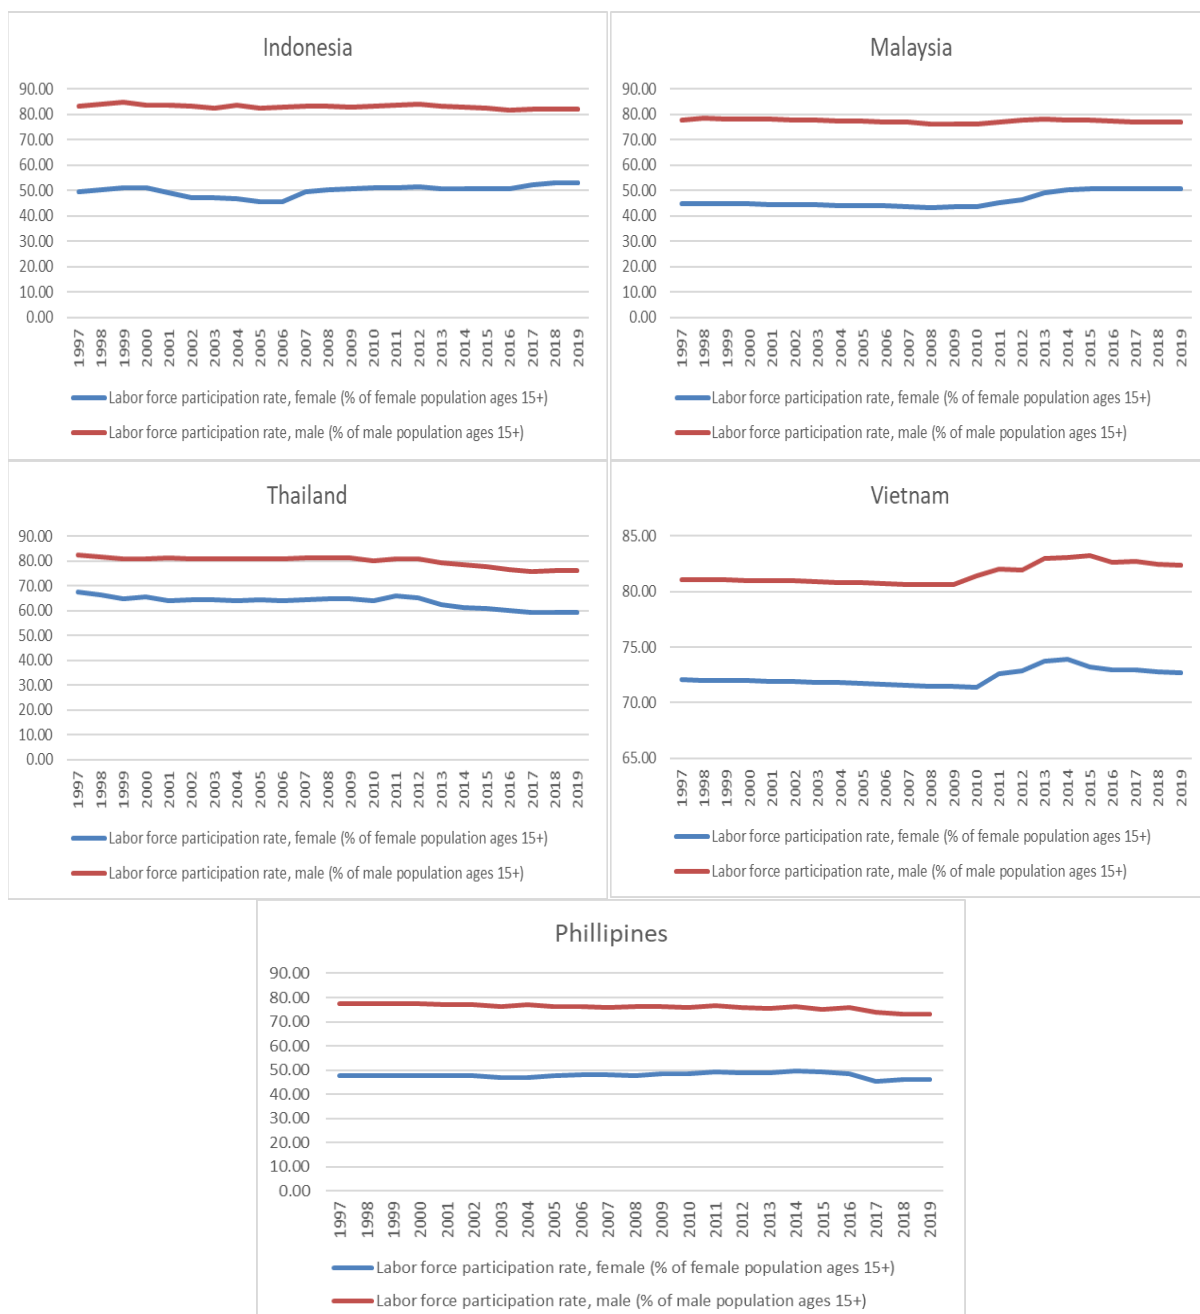 Indonesia
90.00
80.00
70.00
60.00
50.00
40.00
30.00
20.00
10.00
0.00
1997 1998 1999 2000 2001 2002 2003 2004 2005 2006 2007 2008 2009 2010 2011 2012 2013 2014 2015 2016 2017 2018 2019
Labor force participation rate, female (% of female population ages 15+)
Labor force participation rate, male (% of male population ages 15+)
Malaysia
90.00
80.00
70.00
60.00
50.00
40.00
30.00
20.00
10.00
0.00
1997 1998 1999 2000 2001 2002 2003 2004 2005 2006 2007 2008 2009 2010 2011 2012 2013 2014 2015 2016 2017 2018 2019
Labor force participation rate, female (% of female population ages 15+)
Labor force participation rate, male (% of male population ages 15+)
Thailand
90.00
80.00
70.00
60.00
50.00
40.00
30.00
20.00
10.00
0.00
1997 1998 1999 2000 2001 2002 2003 2004 2005 2006 2007 2008 2009 2010 2011 2012 2013 2014 2015 2016 2017 2018 2019
Labor force participation rate, female (% of female population ages 15+)
Labor force participation rate, male (% of male population ages 15+)
Vietnam
85.00
80.00
75.00
70.00
65.00
1997 1998 1999 2000 2001 2002 2003 2004 2005 2006 2007 2008 2009 2010 2011 2012 2013 2014 2015 2016 2017 2018 2019
Labor force participation rate, female (% of female population ages 15+)
Labor force participation rate, male (% of male population ages 15+)
Phillipines
90.00
80.00
70.00
60.00
50.00
40.00
30.00
20.00
10.00
0.00
1997 1998 1999 2000 2001 2002 2003 2004 2005 2006 2007 2008 2009 2010 2011 2012 2013 2014 2015 2016 2017 2018 2019
Labor force participation rate, female (% of female population ages 15+)
Labor force participation rate, male (% of male population ages 15+)